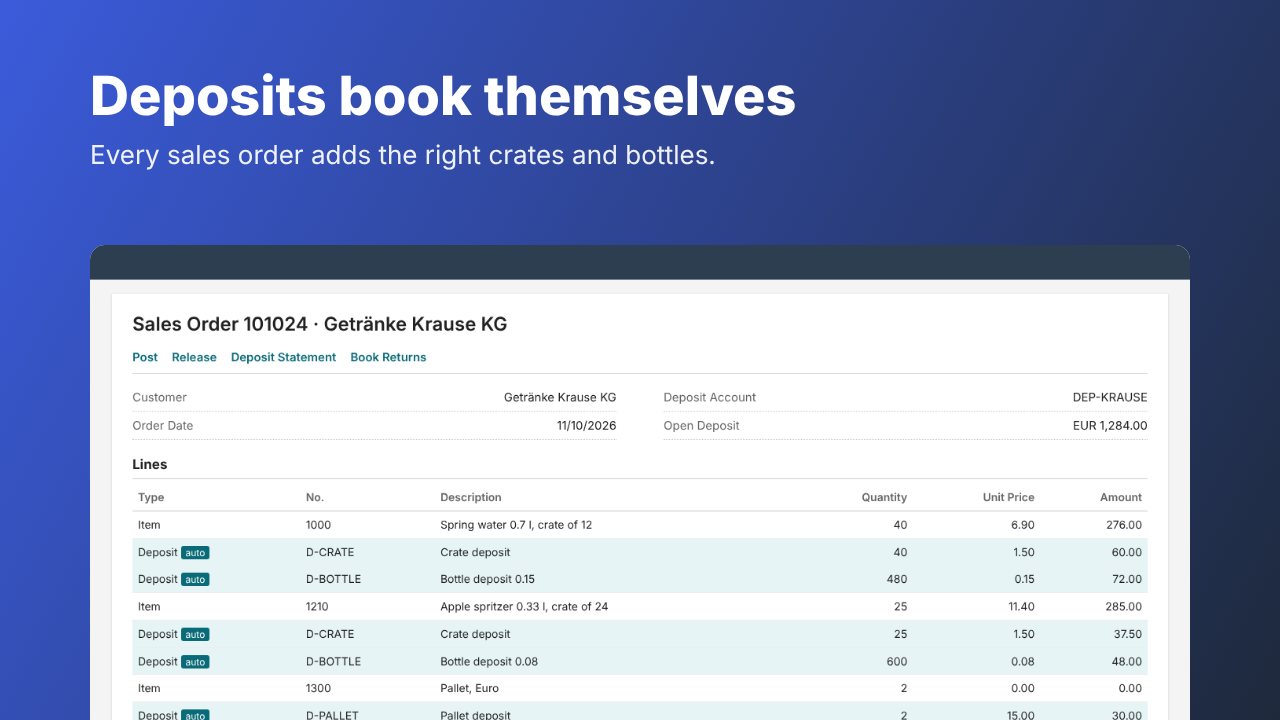 Deposits book themselves
Every sales order adds the right crates and bottles.
Sales Order 101024 · Getränke Krause KG
Post Release Deposit Statement Book Returns
Customer Getränke Krause KG Deposit Account DEP-KRAUSE
Order Date 11/10/2026 Open Deposit EUR 1,284.00
Lines
Type No. Description Quantity Unit Price Amount
Item 1000 Spring water 0.7 l, crate of 12 40 6.90 276.00
Deposit auto D-CRATE Crate deposit 40 1.50 60.00
Deposit auto D-BOTTLE Bottle deposit 0.15 480 0.15 72.00
Item 1210 Apple spritzer 0.33 l, crate of 24 25 11.40 285.00
Deposit auto D-CRATE Crate deposit 25 1.50 37.50
Deposit auto D-BOTTLE Bottle deposit 0.08 600 0.08 48.00
Item 1300 Pallet, Euro 2 0.00 0.00
Deposit auto D-PALLET Pallet deposit 2 15.00 30.00